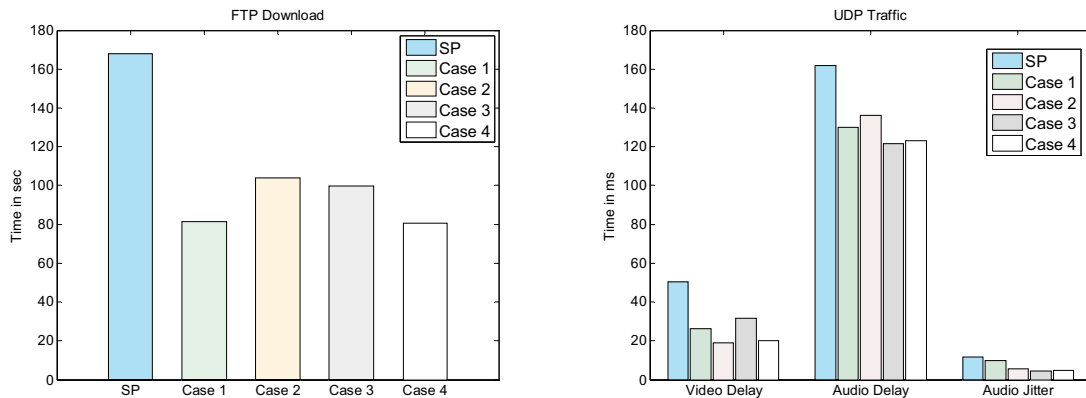 FTP Download
180
160
140
120
100
80
60
40
20
0
Time in sec
SP
Case 1
Case 2
Case 3
Case 4
SP Case 1 Case 2 Case 3 Case 4
UDP Traffic
180
160
140
120
100
80
60
40
20
0
Time in ms
SP
Case 1
Case 2
Case 3
Case 4
Video Delay Audio Delay Audio Jitter